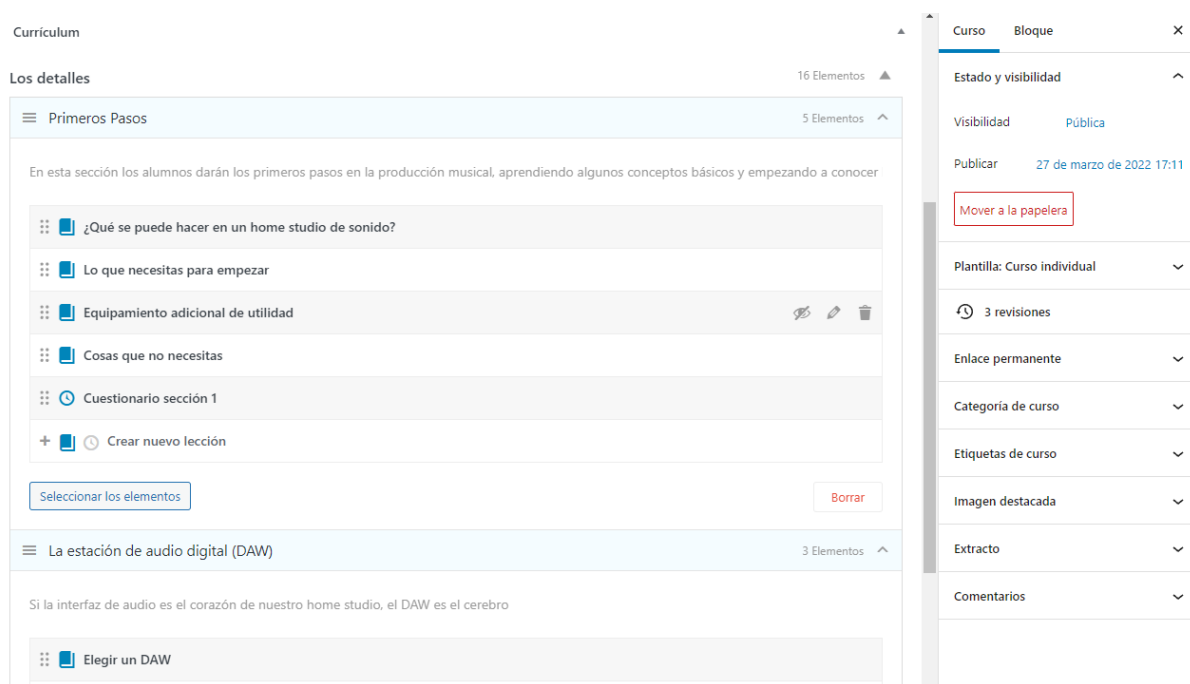 Currículum
Los detalles
16 Elementos
Primeros Pasos
5 Elementos
En esta sección los alumnos darán los primeros pasos en la producción musical, aprendiendo algunos conceptos básicos y empezando a conocer
¿Qué se puede hacer en un home studio de sonido?
Lo que necesitas para empezar
Equipamiento adicional de utilidad
Cosas que no necesitas
Cuestionario sección 1
Crear nuevo lección
Seleccionar los elementos
Borrar
La estación de audio digital (DAW)
3 Elementos
Si la interfaz de audio es el corazón de nuestro home studio, el DAW es el cerebro
Elegir un DAW
Curso
Bloque
Estado y visibilidad
Visibilidad
Pública
Publicar
27 de marzo de 2022 17:11
Mover a la papelera
Plantilla: Curso individual
3 revisiones
Enlace permanente
Categoría de curso
Etiquetas de curso
Imagen destacada
Extracto
Comentarios